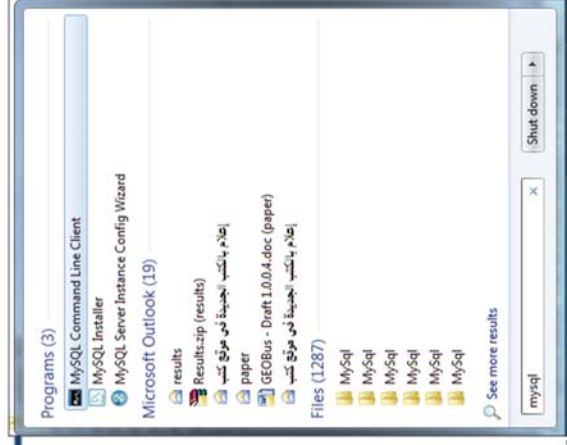 Programs (3)
MySQL Command Line Client
MySQL Installer
MySQL Server Instance Config Wizard
Microsoft Outlook (19)
results
Results.zip (results)
إعلام بالكتب الجديدة في موقع كتب
paper
GEOBus - Draft 1.0.0.4.doc (paper)
إعلام بالكتب الجديدة في موقع كتب
Files (1287)
MySql
MySql
MySql
MySql
MySql
MySql
See more results
mysql
Shut down